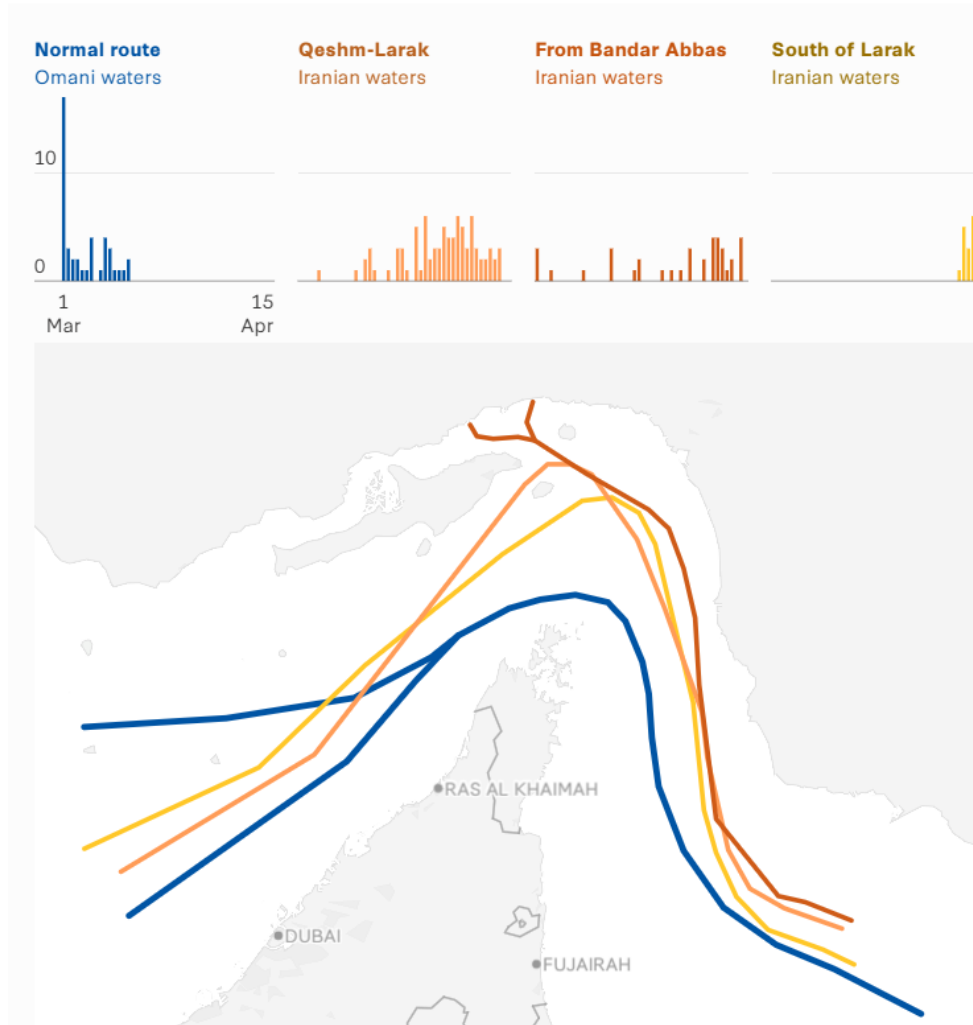 Normal route
Omani waters
Qeshm-Larak
Iranian waters
From Bandar Abbas
Iranian waters
South of Larak
Iranian waters
10
0
1
Mar
15
Apr
RAS AL KHAIMAH
DUBAI
FUJAIRAH